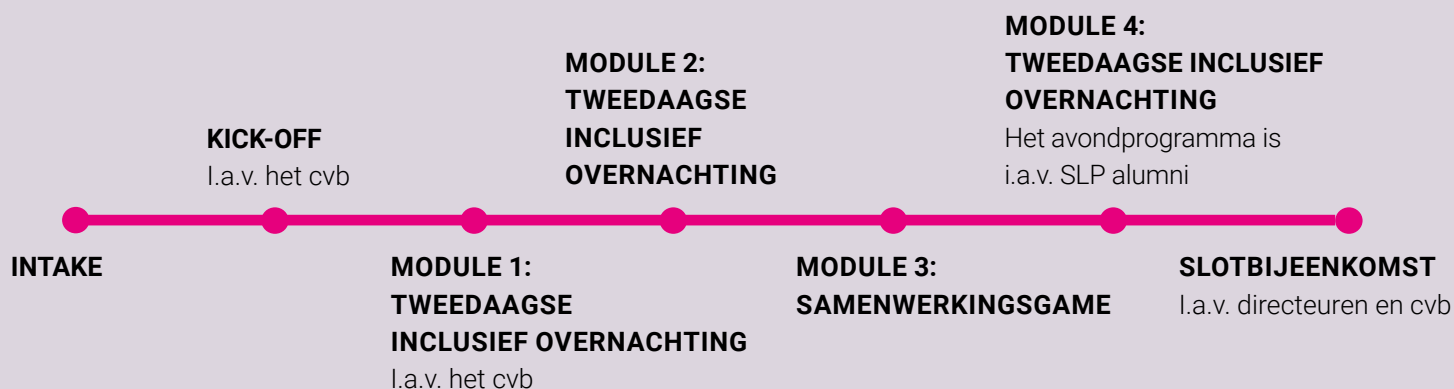 INTAKE
KICK-OFF
I.a.v. het cvb
MODULE 1:
TWEEDAAGSE
INCLUSIEF OVERNACHTING
I.a.v. het cvb
MODULE 2:
TWEEDAAGSE
INCLUSIEF
OVERNACHTING
MODULE 3:
SAMENWERKINGSGAME
MODULE 4:
TWEEDAAGSE INCLUSIEF
OVERNACHTING
Het avondprogramma is
i.a.v. SLP alumni
SLOTBIJEENKOMST
I.a.v. directeuren en cvb